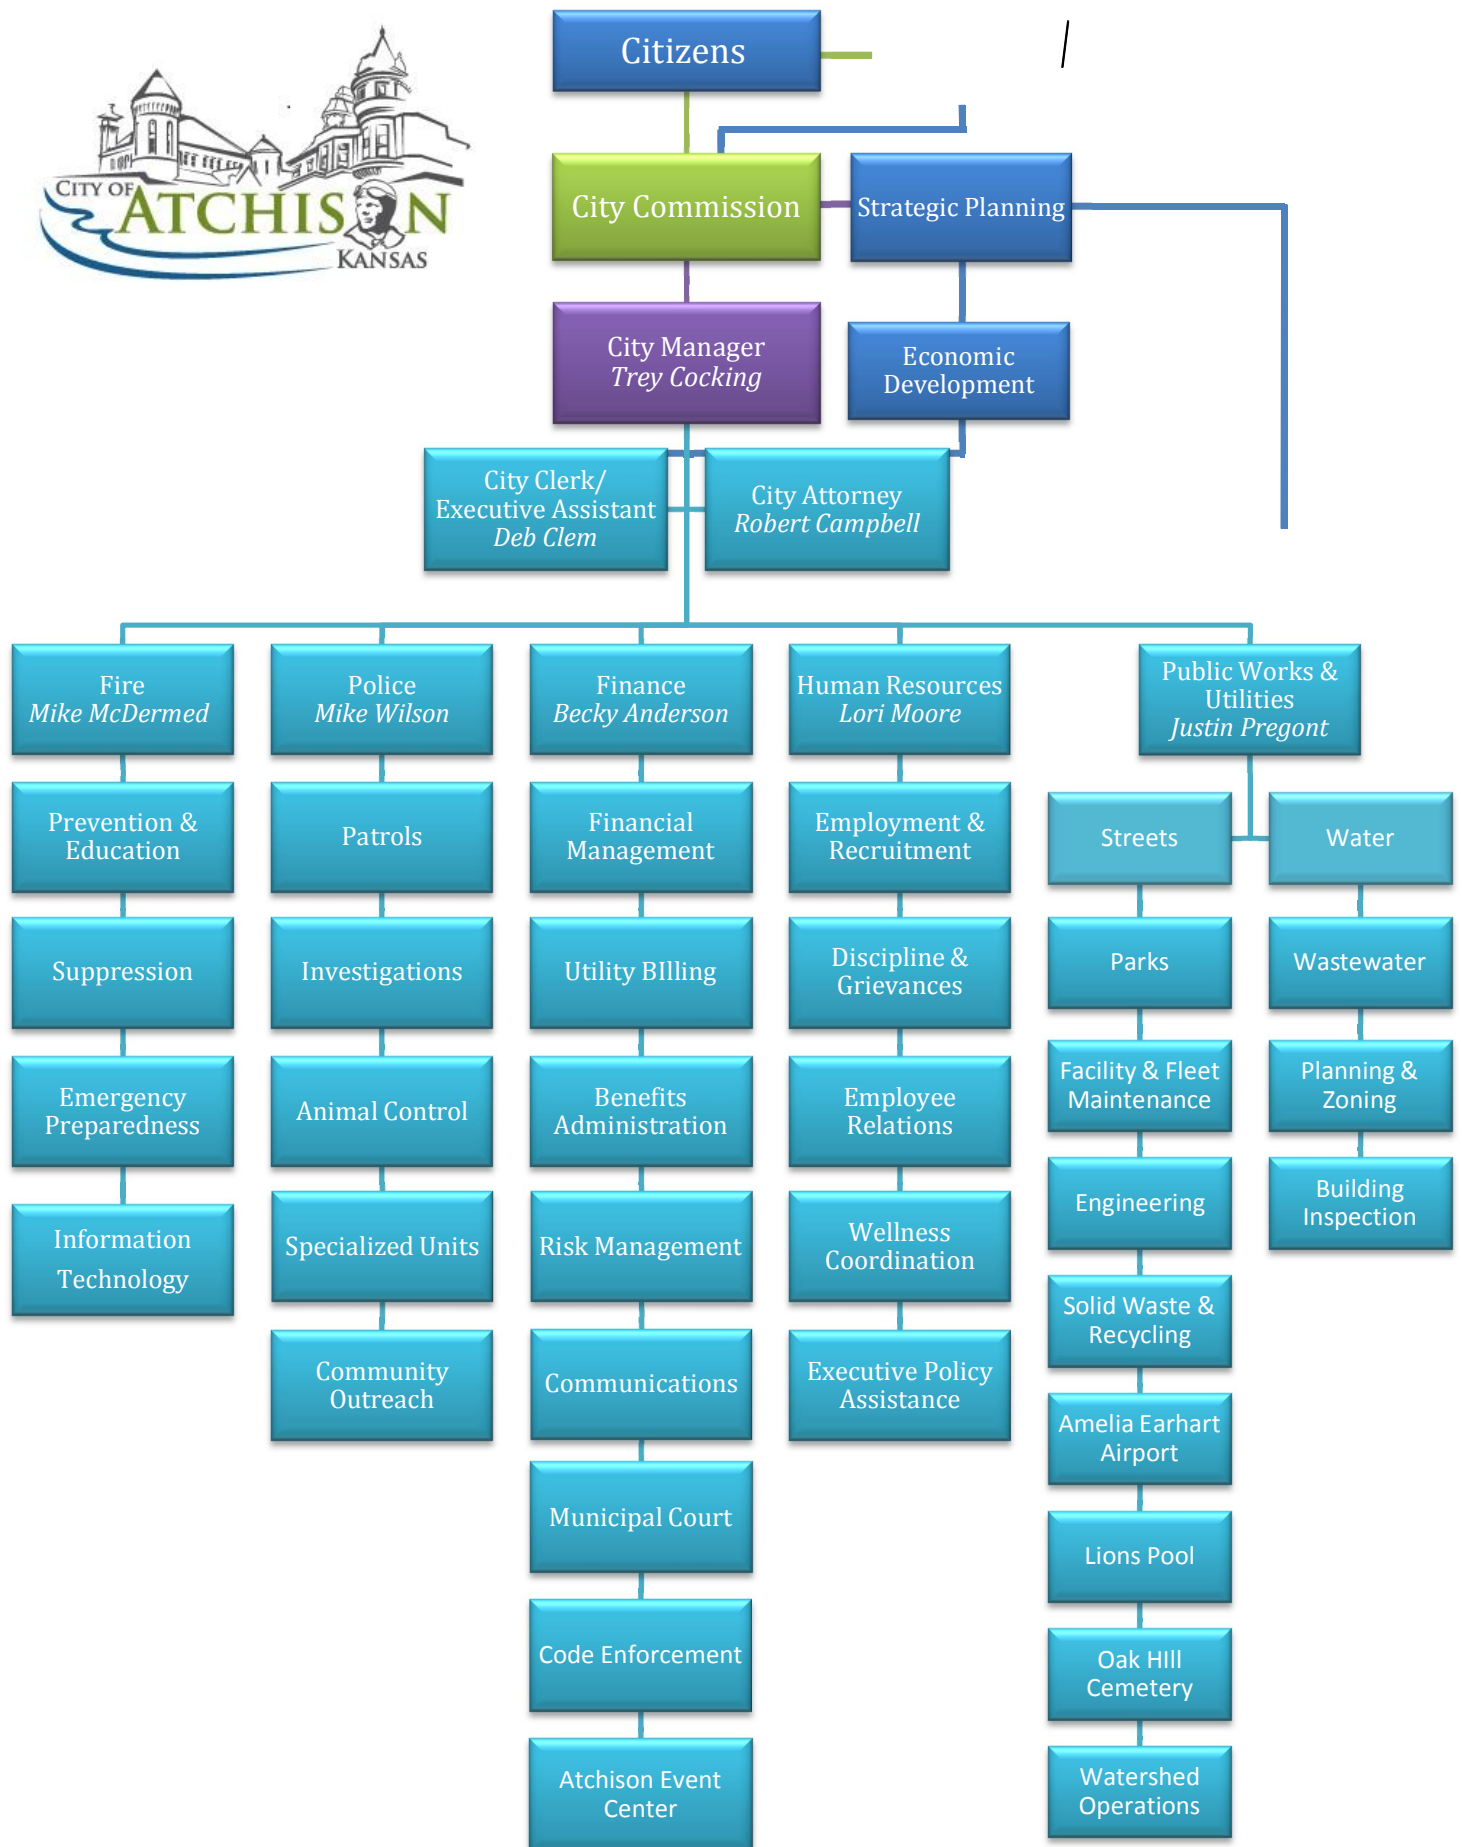 CITY OF
ATCHISON
KANSAS
Citizens
/
City Commission
Strategic Planning
City Manager
Trey Cocking
Economic
Development
City Clerk/
Executive Assistant
Deb Clem
City Attorney
Robert Campbell
Fire
Mike McDermed
Police
Mike Wilson
Finance
Becky Anderson
Human Resources
Lori Moore
Public Works &
Utilities
Justin Pregont
Prevention &
Education
Suppression
Emergency
Preparedness
Information
Technology
Patrols
Investigations
Animal Control
Specialized Units
Community
Outreach
Financial
Management
Utility BIlling
Benefits
Administration
Risk Management
Communications
Municipal Court
Code Enforcement
Atchison Event
Center
Employment &
Recruitment
Discipline &
Grievances
Employee
Relations
Wellness
Coordination
Executive Policy
Assistance
Streets
Parks
Facility & Fleet
Maintenance
Engineering
Solid Waste &
Recycling
Amelia Earhart
Airport
Lions Pool
Oak HIll
Cemetery
Watershed
Operations
Water
Wastewater
Planning &
Zoning
Building
Inspection